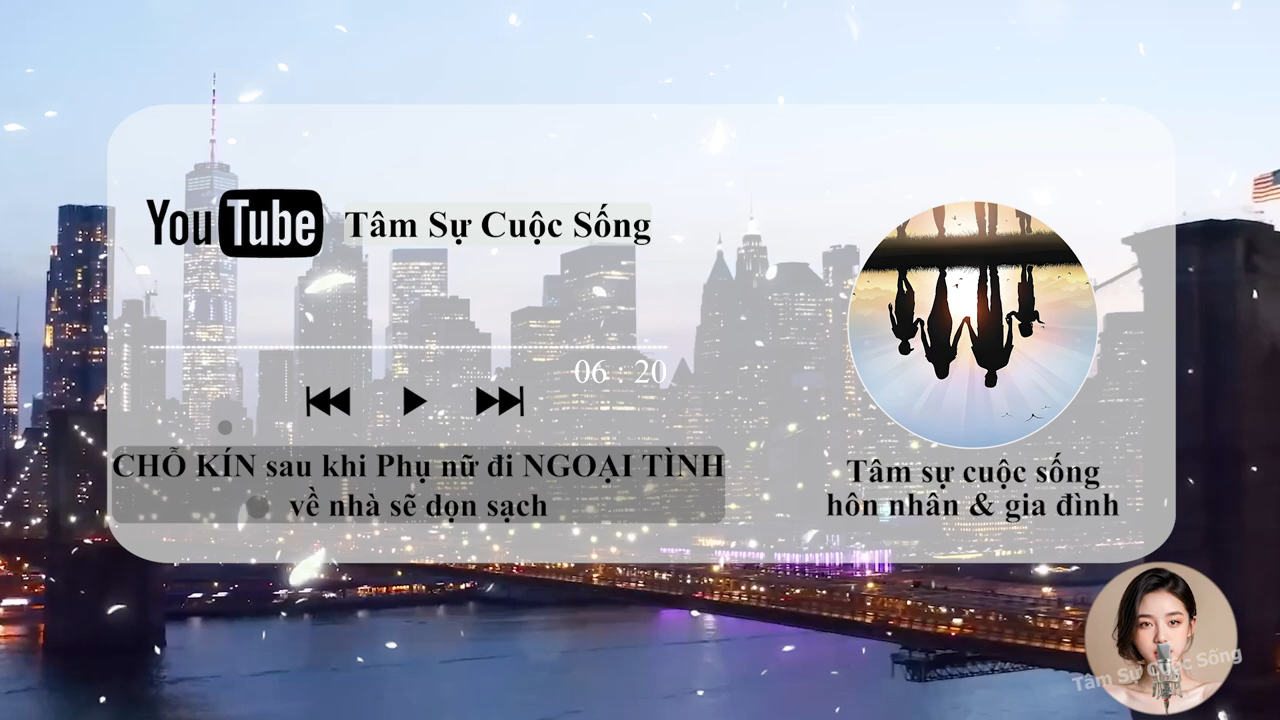 YouTube Tâm Sự Cuộc Sống
06 : 20
CHỖ KÍN sau khi Phụ nữ đi NGOẠI TÌNH
về nhà sẽ dọn sạch
Tâm sự cuộc sống
hôn nhân & gia đình
Tâm Sự Cuộc Sống